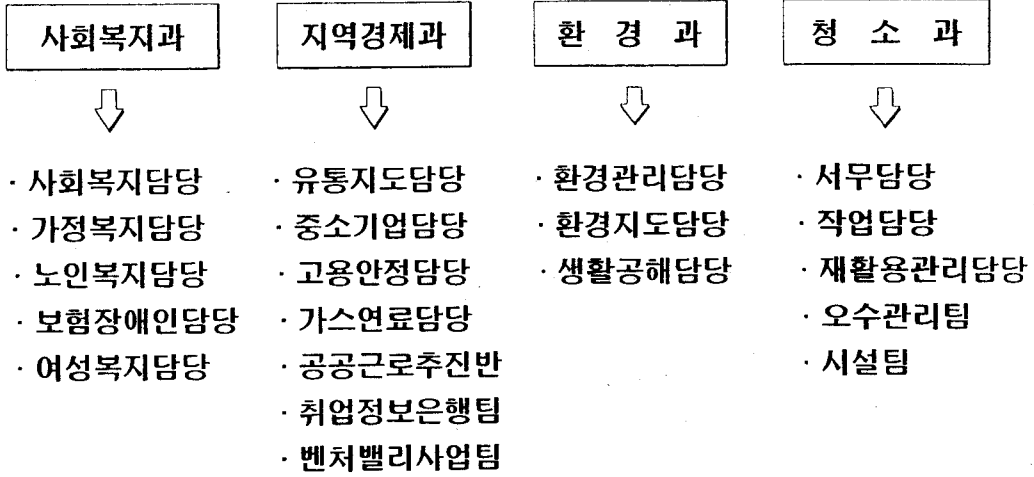 사회복지과
· 사회복지담당
· 가정복지담당
· 노인복지담당
· 보험장애인담당
· 여성복지담당
지역경제과
· 유통지도담당
· 중소기업담당
· 고용안정담당
· 가스연료담당
· 공공근로추진반
· 취업정보은행팀
· 벤처밸리사업팀
환 경 과
· 환경관리담당
· 환경지도담당
· 생활공해담당
청 소 과
· 서무담당
· 작업담당
· 재활용관리담당
· 오수관리팀
· 시설팀